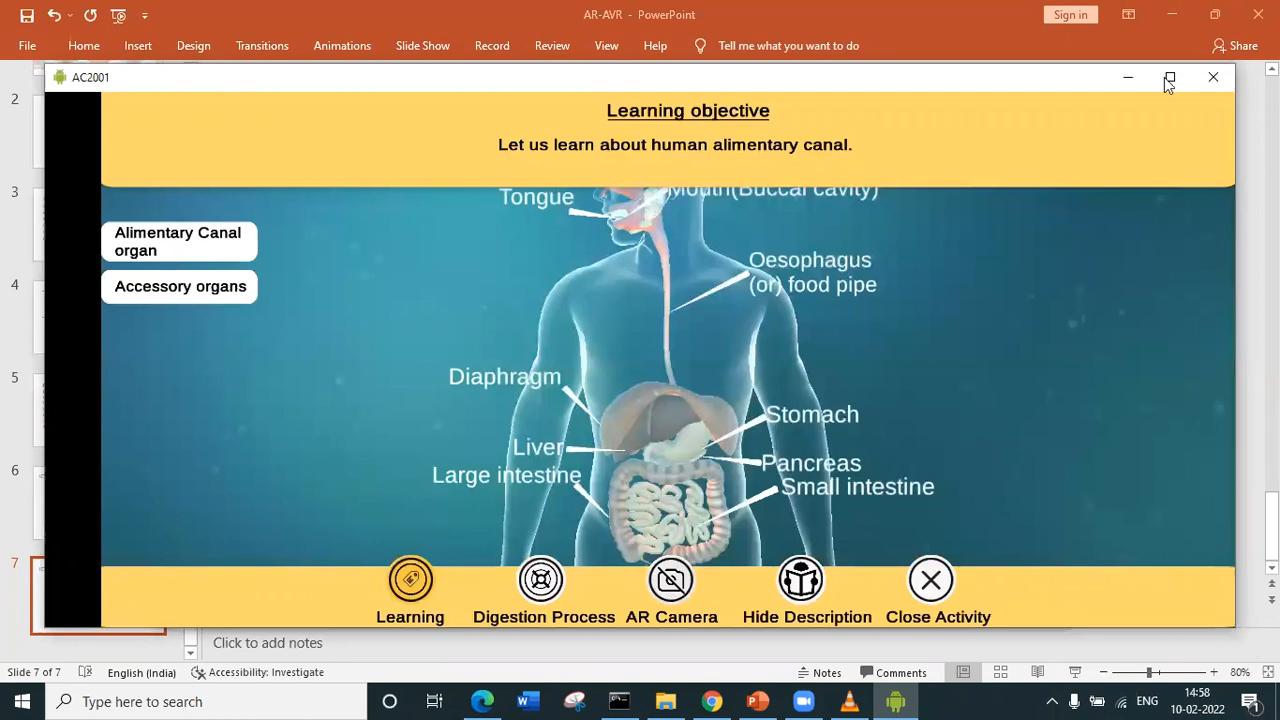 AR-AVR - PowerPoint
Sign in
File Home Insert Design Transitions Animations Slide Show Record Review View Help Tell me what you want to do Share
AC2001
Learning objective
Let us learn about human alimentary canal.
Tongue
Mouth(Buccal cavity)
Alimentary Canal
organ
Accessory organs
Oesophagus
(or) food pipe
Diaphragm
Stomach
Liver
Pancreas
Large intestine
Small intestine
Learning Digestion Process AR Camera Hide Description Close Activity
2
3
4
5
6
7
Click to add notes
Slide 7 of 7 English (India) Accessibility: Investigate Notes Comments 80%
Type here to search
ENG
14:58
10-02-2022
1